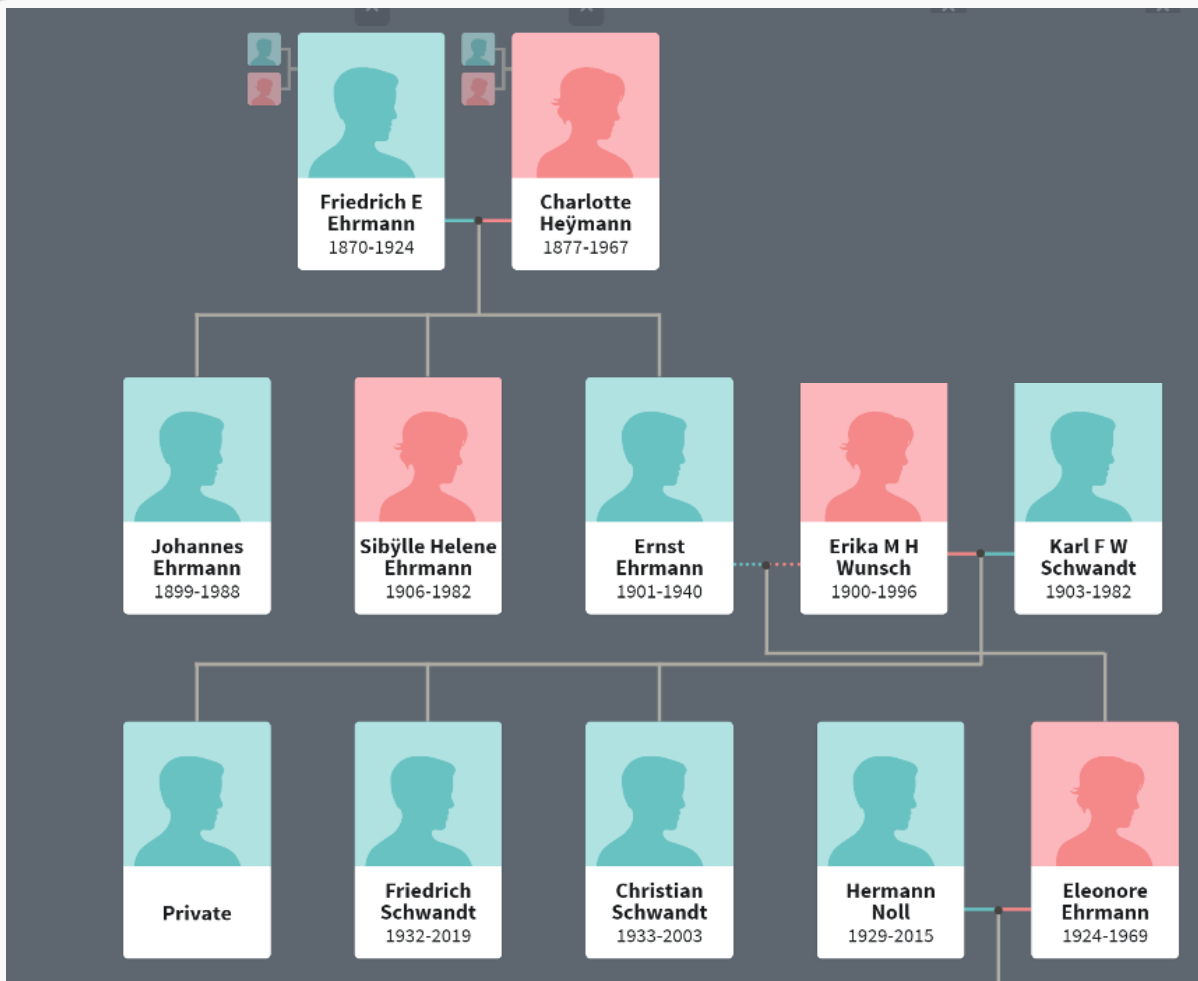 Friedrich E
Ehrmann
1870-1924
Charlotte
Heÿmann
1877-1967
Johannes
Ehrmann
1899-1988
Sibÿlle Helene
Ehrmann
1906-1982
Ernst
Ehrmann
1901-1940
Erika M H
Wunsch
1900-1996
Karl F W
Schwandt
1903-1982
Private
Friedrich
Schwandt
1932-2019
Christian
Schwandt
1933-2003
Hermann
Noll
1929-2015
Eleonore
Ehrmann
1924-1969